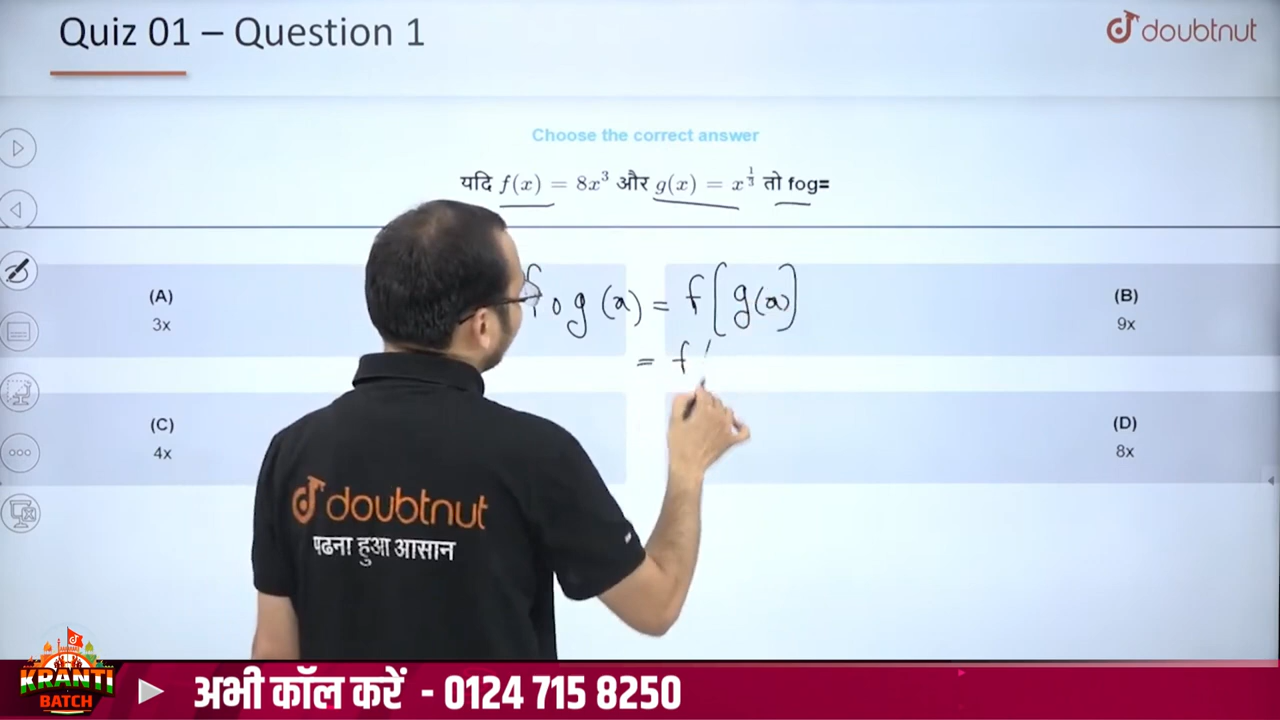 Quiz 01 – Question 1
doubtnut
Choose the correct answer
यदि f(x) = 8x³ और g(x) = x^{1/3} तो fog=
(A)
3x
(B)
9x
fog(x) = f[g(x)]
= f
(C)
4x
(D)
8x
doubtnut
पढना हुआ आसान
KRANTI
BATCH
अभी कॉल करें - 0124 715 8250